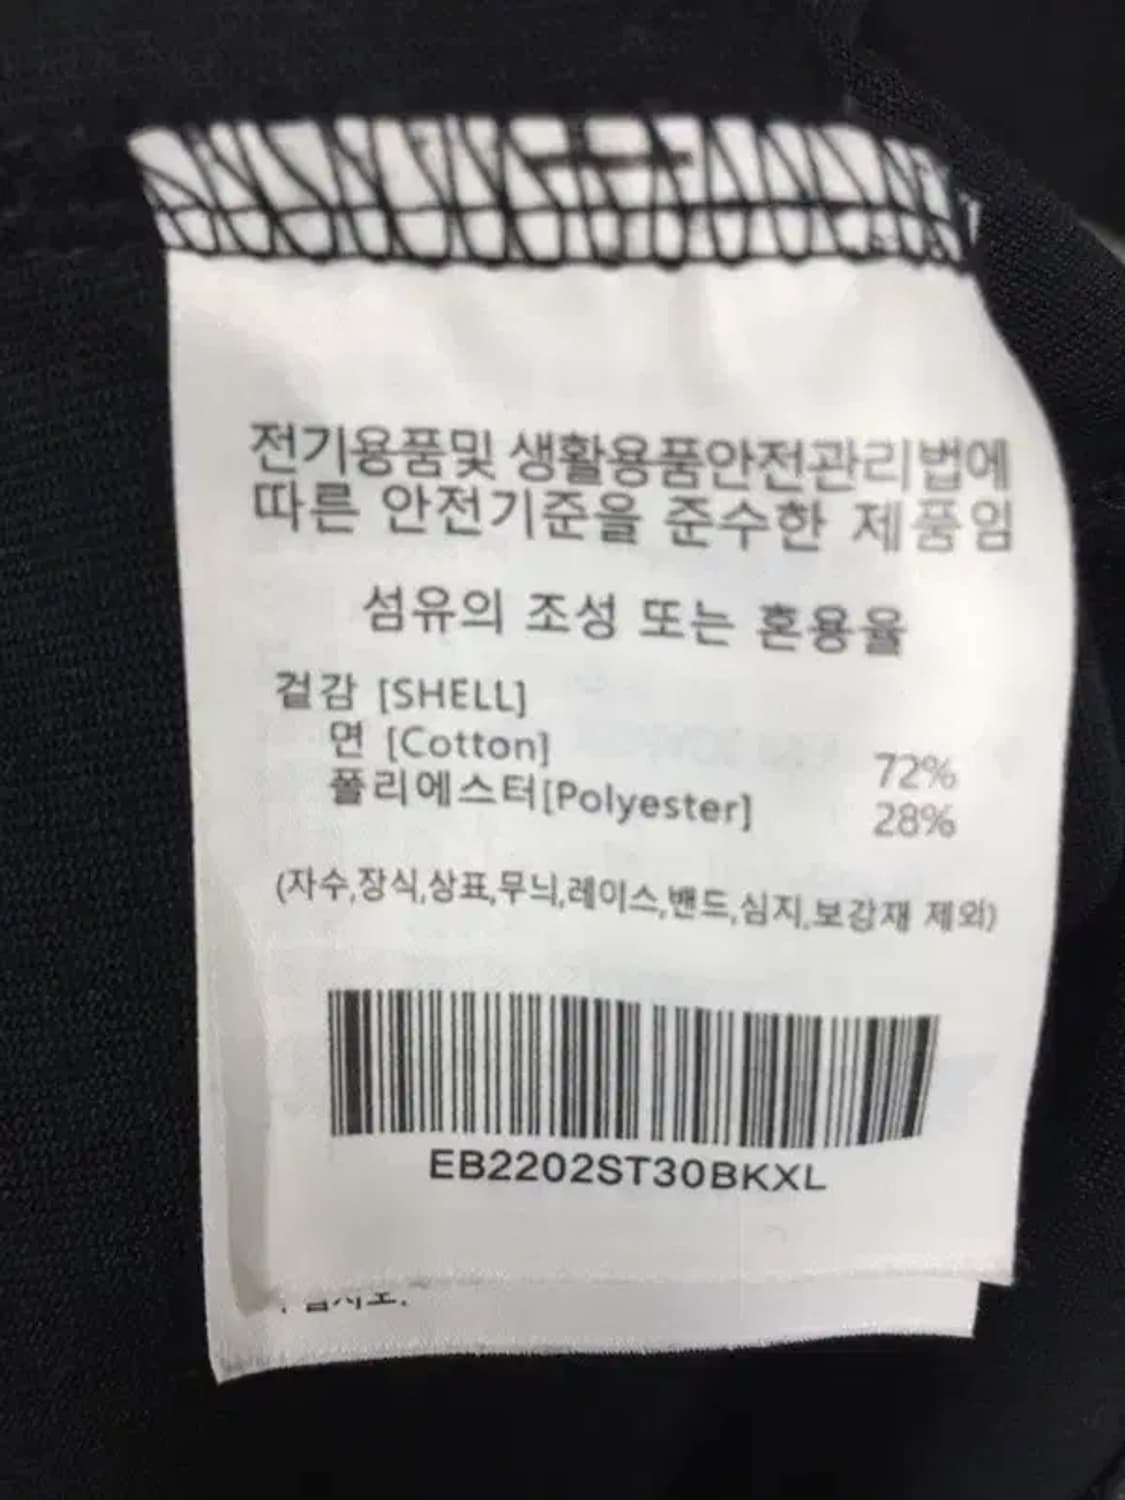 전기용품및 생활용품안전관리법에
따른 안전기준을 준수한 제품임
섬유의 조성 또는 혼용율
겉감 [SHELL]
면 [Cotton] 72%
폴리에스터[Polyester] 28%
(자수,장식,상표,무늬,레이스,밴드,심지,보강재 제외)
EB2202ST30BKXL